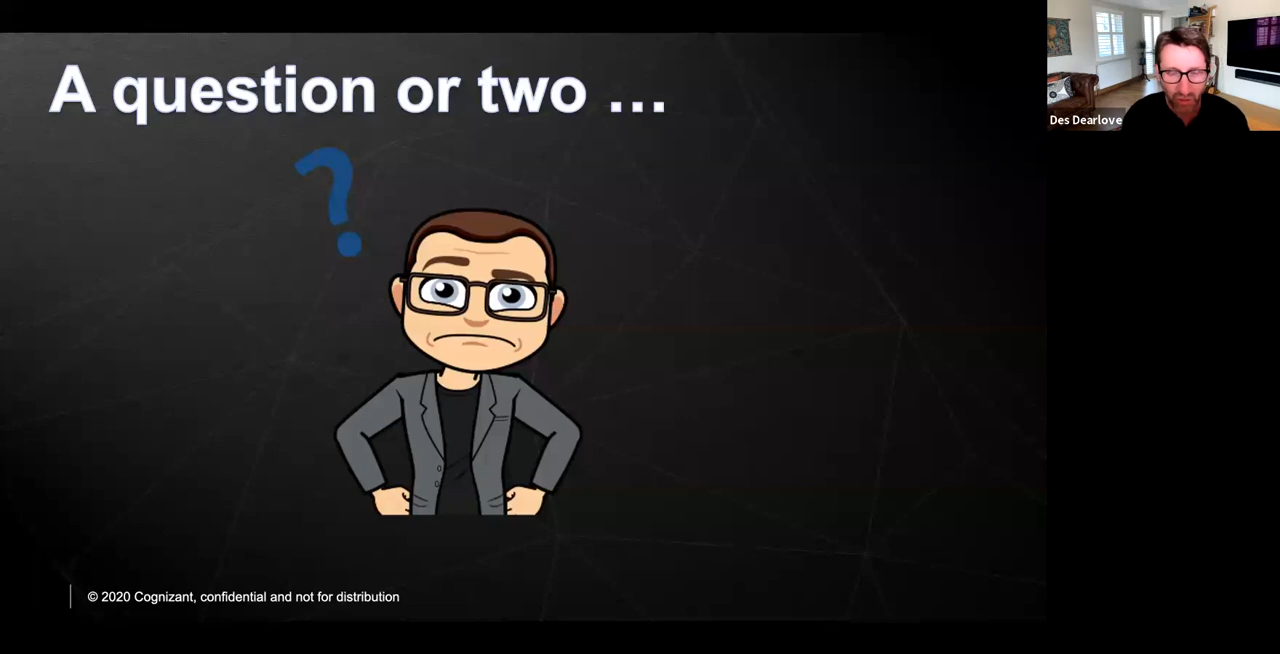 A question or two ...
?
Des Dearlove
© 2020 Cognizant, confidential and not for distribution